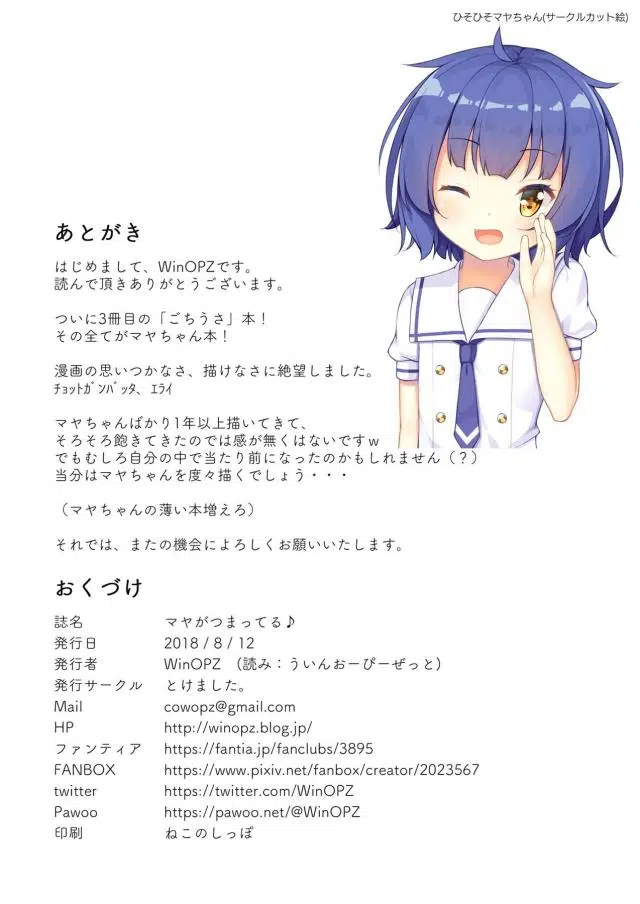 ひそひそマヤちゃん(サークルカット絵)
あとがき
はじめまして、WinOPZです。
読んで頂きありがとうございます。
ついに3冊目の「ごちうさ」本！
その全てがマヤちゃん本！
漫画の思いつかなさ、描けなさに絶望しました。
ﾁｮｯﾄｶﾞﾝﾊﾞｯﾀ、ｴﾗｲ
マヤちゃんばかり1年以上描いてきて、
そろそろ飽きてきたのでは感が無くはないですｗ
でもむしろ自分の中で当たり前になったのかもしれません（？）
当分はマヤちゃんを度々描くでしょう・・・
（マヤちゃんの薄い本増えろ）
それでは、またの機会によろしくお願いいたします。
おくづけ
誌名 マヤがつまってる♪
発行日 2018 / 8 / 12
発行者 WinOPZ （読み：ういんおーぴーぜっと）
発行サークル とけました。
Mail cowopz@gmail.com
HP http://winopz.blog.jp/
ファンティア https://fantia.jp/fanclubs/3895
FANBOX https://www.pixiv.net/fanbox/creator/2023567
twitter https://twitter.com/WinOPZ
Pawoo https://pawoo.net/@WinOPZ
印刷 ねこのしっぽ